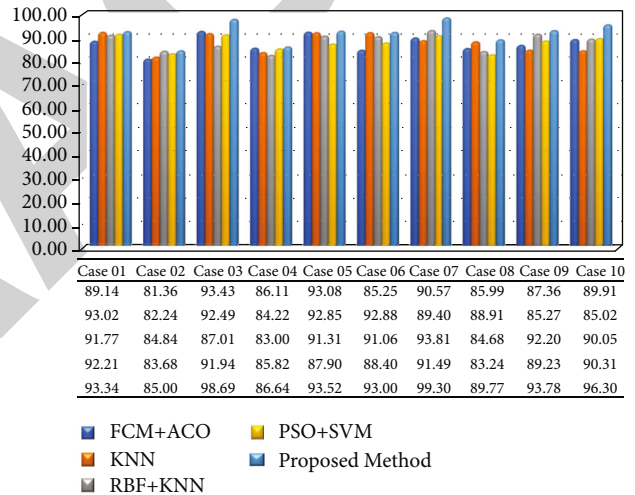 100.00
90.00
80.00
70.00
60.00
50.00
40.00
30.00
20.00
10.00
0.00
Case 01 Case 02 Case 03 Case 04 Case 05 Case 06 Case 07 Case 08 Case 09 Case 10
89.14 81.36 93.43 86.11 93.08 85.25 90.57 85.99 87.36 89.91
93.02 82.24 92.49 84.22 92.85 92.88 89.40 88.91 85.27 85.02
91.77 84.84 87.01 83.00 91.31 91.06 93.81 84.68 92.20 90.05
92.21 83.68 91.94 85.82 87.90 88.40 91.49 83.24 89.23 90.31
93.34 85.00 98.69 86.64 93.52 93.00 99.30 89.77 93.78 96.30
FCM+ACO PSO+SVM
KNN Proposed Method
RBF+KNN